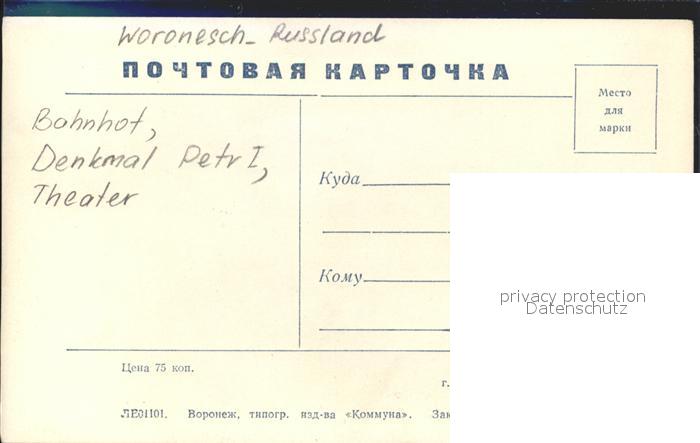 Woronesch - Russland
ПОЧТОВАЯ КАРТОЧКА
Место
для
марки
Bahnhof,
Denkmal Petr I,
Theater
Куда
Кому
privacy protection
Datenschutz
Цена 75 коп.
г.
ЛЕ01101. Воронеж, типогр. изд-ва «Коммуна». Зак